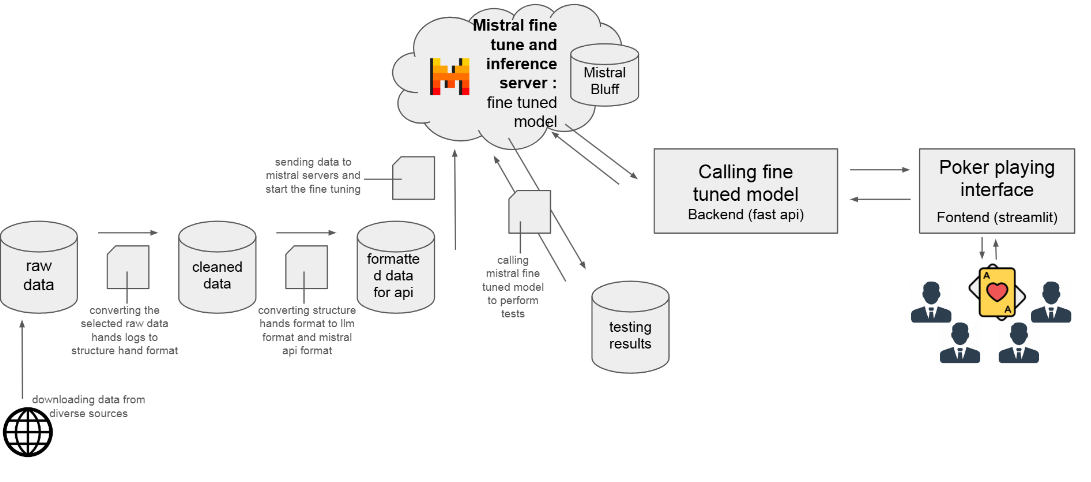 Mistral fine
tune and
inference
server :
fine tuned
model
Mistral
Bluff
sending data to
mistral servers and
start the fine tuning
Calling fine
tuned model
Backend (fast api)
Poker playing
interface
Fontend (streamlit)
raw
data
cleaned
data
formatte
d data
for api
converting the
selected raw data
hands logs to
structure hand format
converting structure
hands format to llm
format and mistral
api format
calling
mistral fine
tuned model
to perform
tests
testing
results
A
A
downloading data from
diverse sources